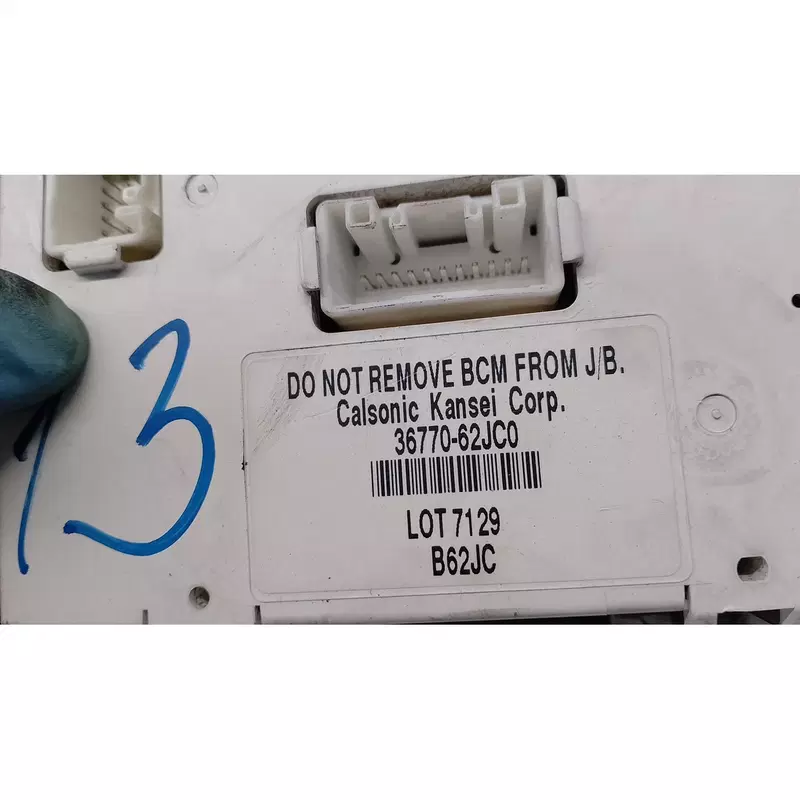 DO NOT REMOVE BCM FROM J/B.
Calsonic Kansei Corp.
36770-62JC0
LOT 7129
B62JC
13